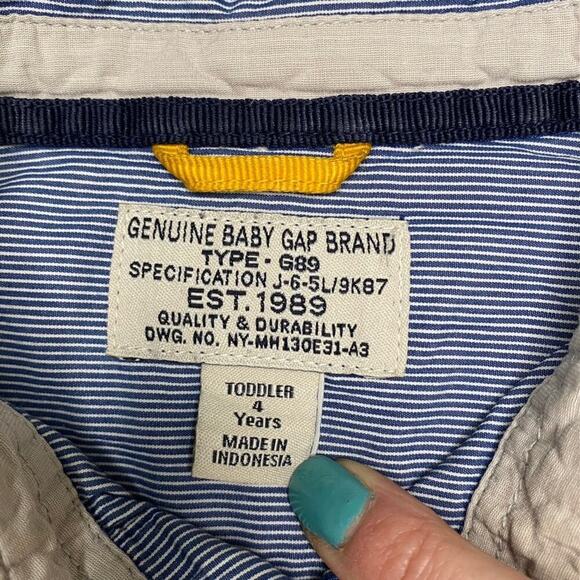 GENUINE BABY GAP BRAND
TYPE - G89
SPECIFICATION J-6-5L/9K87
EST. 1989
QUALITY & DURABILITY
DWG. NO. NY-MH130E31-A3
TODDLER
4
Years
MADE IN
INDONESIA